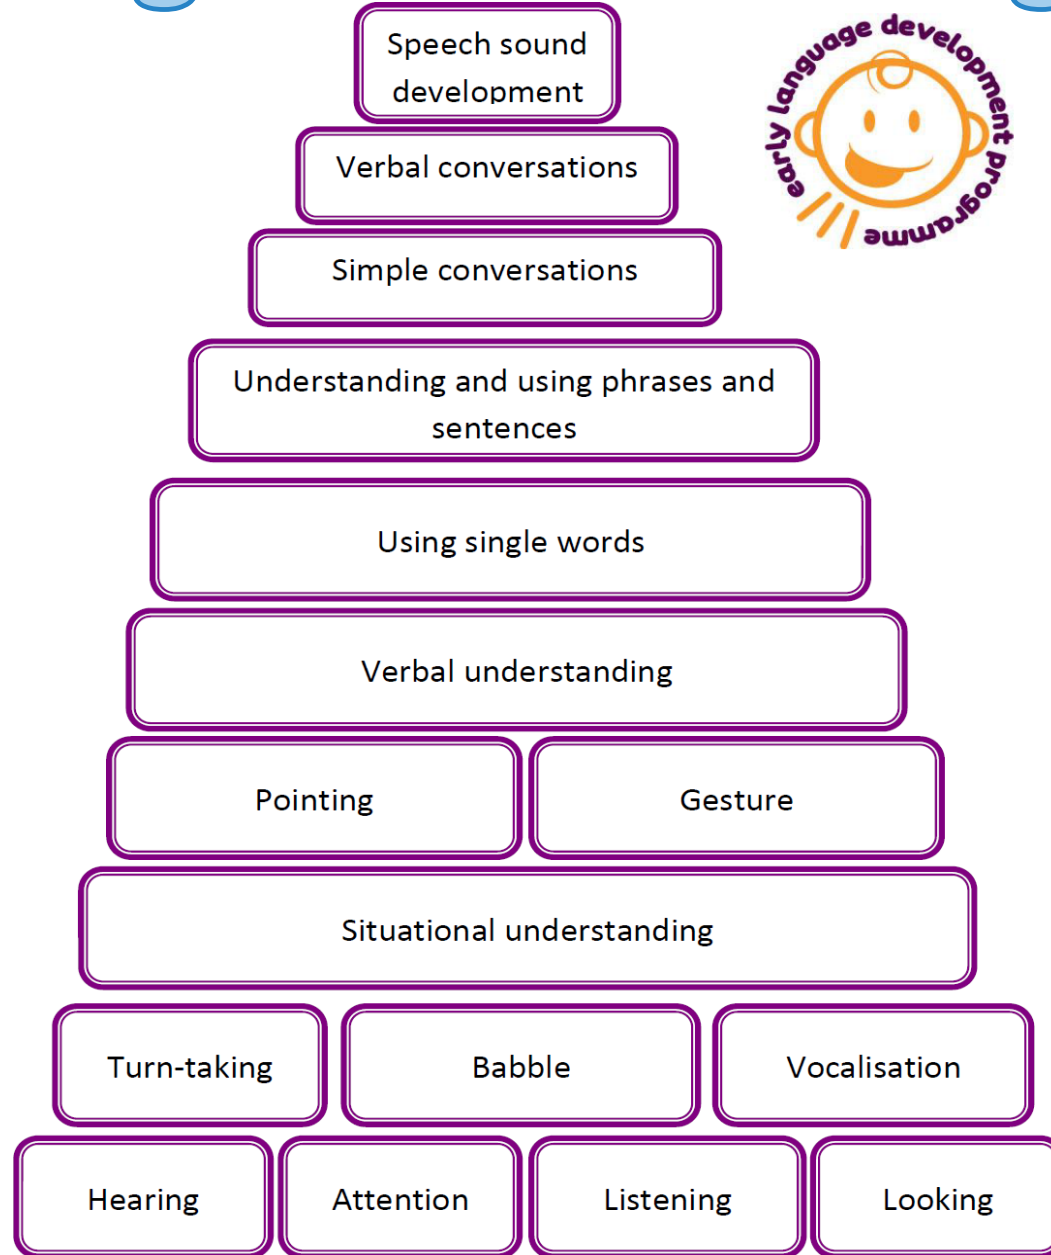 Speech sound
development
early language development programme
Verbal conversations
Simple conversations
Understanding and using phrases and
sentences
Using single words
Verbal understanding
Pointing Gesture
Situational understanding
Turn-taking Babble Vocalisation
Hearing Attention Listening Looking